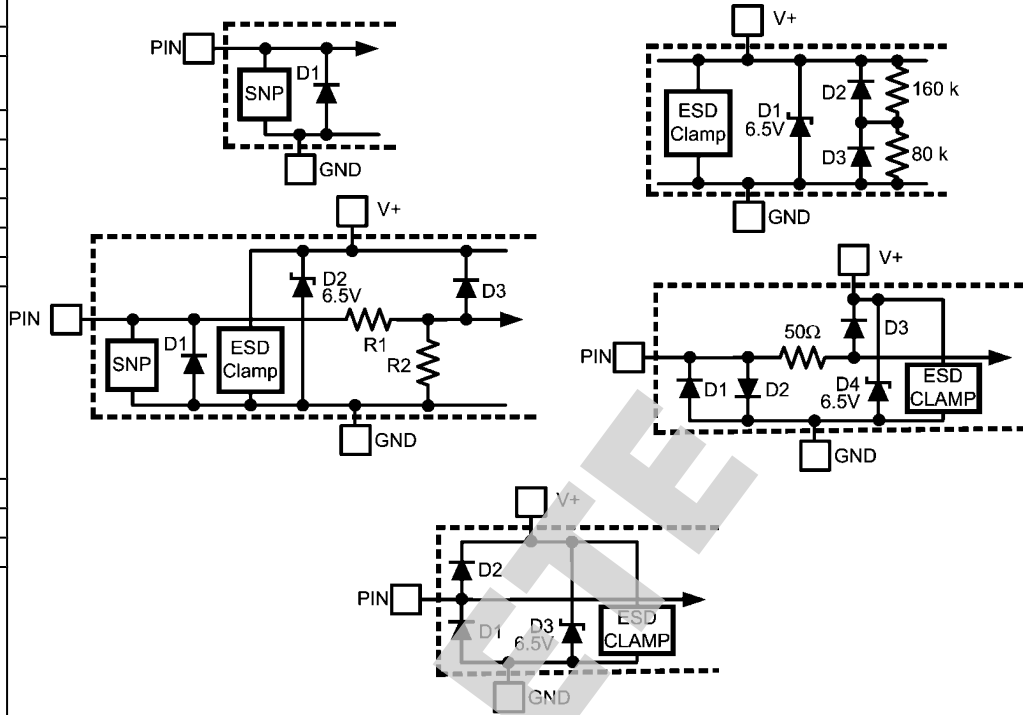 PIN
D1
SNP
GND
V+
ESD
Clamp
D1
6.5V
D2
160 k
D3
80 k
GND
V+
PIN
D2
6.5V
D3
D1
SNP
ESD
Clamp
R1
R2
GND
V+
PIN
50Ω
D3
D1
D2
D4
6.5V
ESD
CLAMP
GND
V+
PIN
D2
D1
D3
6.5V
ESD
CLAMP
GND
ETE